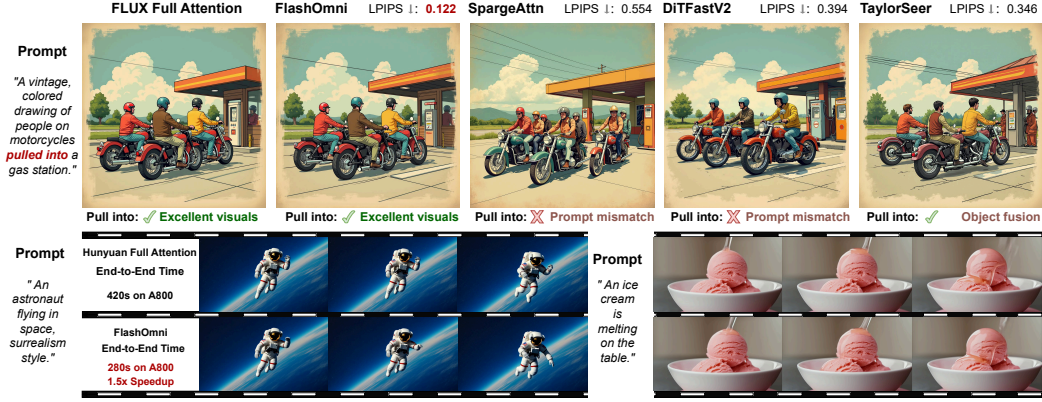 FLUX Full Attention
FlashOmni LPIPS ↓: 0.122
SpargeAttn LPIPS ↓: 0.554
DiTFastV2 LPIPS ↓: 0.394
TaylorSeer LPIPS ↓: 0.346
Prompt
"A vintage,
colored
drawing of
people on
motorcycles
pulled into a
gas station."
Pull into: ✓ Excellent visuals
Pull into: ✓ Excellent visuals
Pull into: ✗ Prompt mismatch
Pull into: ✗ Prompt mismatch
Pull into: ✓ Object fusion
Prompt
" An
astronaut
flying in
space,
surrealism
style."
Hunyuan Full Attention
End-to-End Time
420s on A800
FlashOmni
End-to-End Time
280s on A800
1.5x Speedup
Prompt
"An ice
cream
is
melting
on the
table."